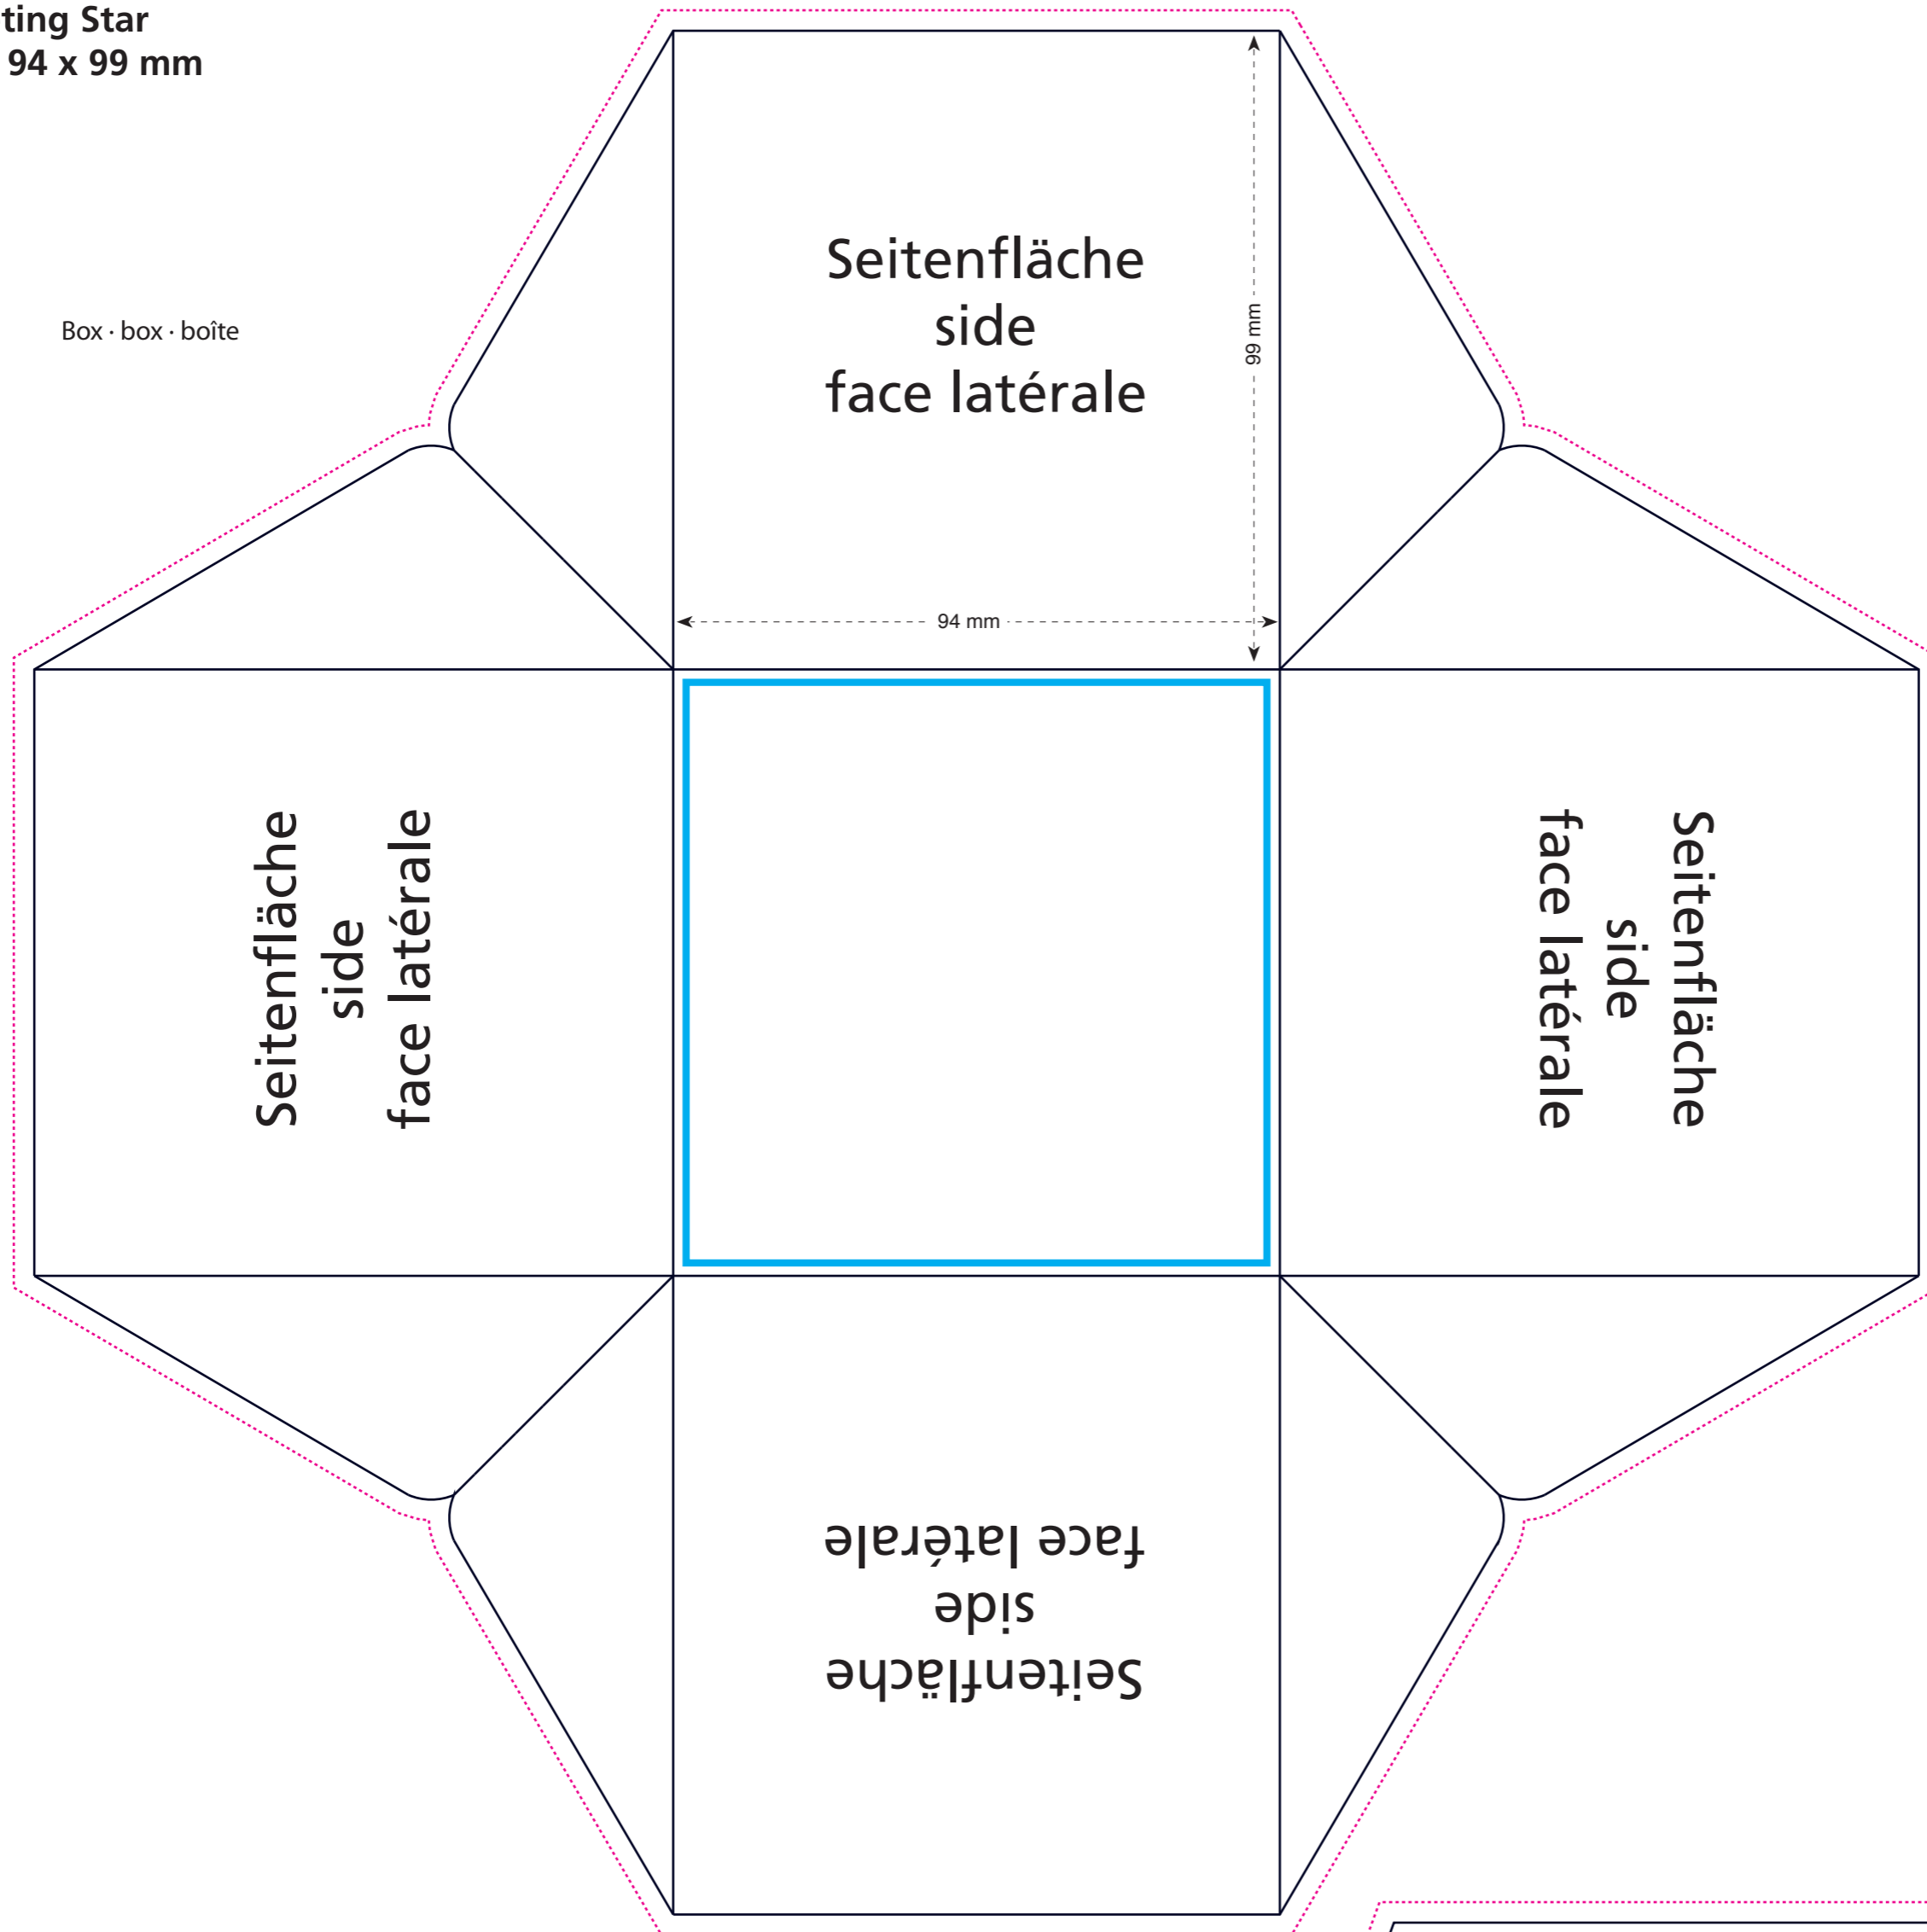 ting Star
94 x 99 mm
Box · box · boîte
Seitenfläche
side
face latérale
99 mm
94 mm
Seitenfläche
side
face latérale
Seitenfläche
side
face latérale
Seitenfläche
side
face latérale